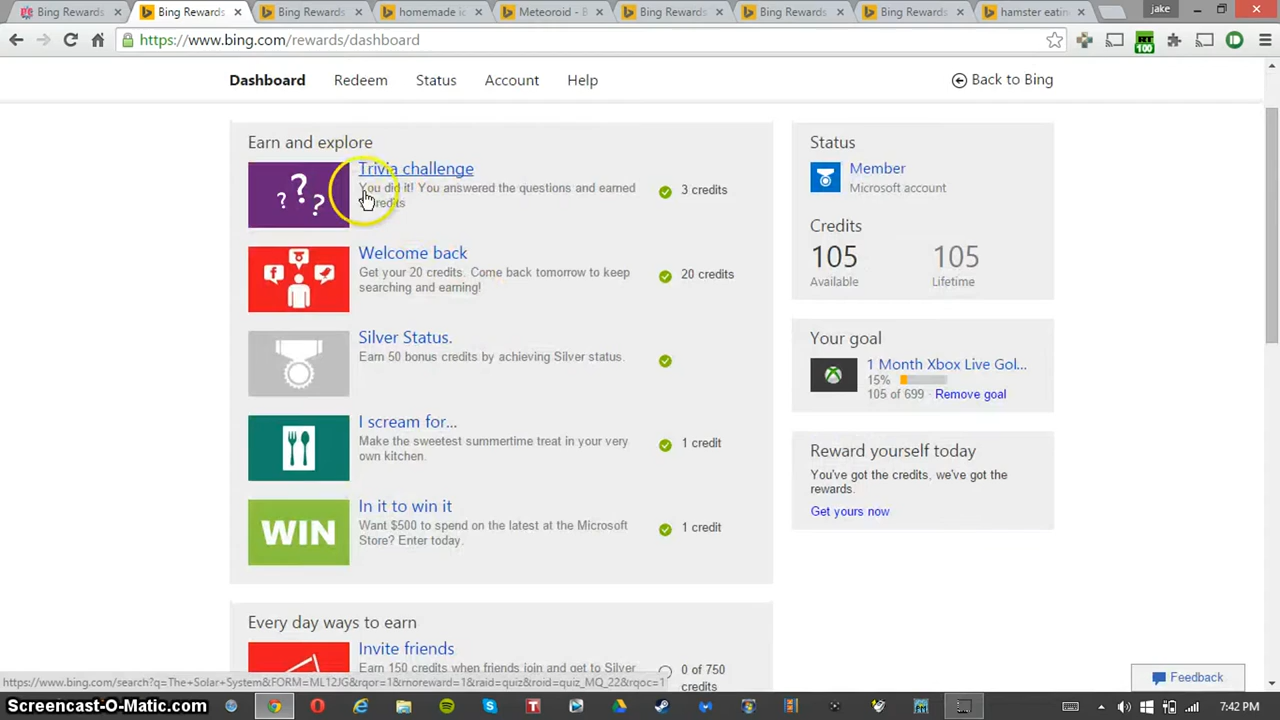 Bing Rewards
Bing Rewards
Bing Rewards
homemade ic
Meteoroid - B
Bing Rewards
Bing Rewards
Bing Rewards
hamster eatin
jake
https://www.bing.com/rewards/dashboard
100
Dashboard
Redeem
Status
Account
Help
Back to Bing
Earn and explore
Trivia challenge
You did it! You answered the questions and earned
credits
3 credits
Welcome back
Get your 20 credits. Come back tomorrow to keep
searching and earning!
20 credits
Silver Status.
Earn 50 bonus credits by achieving Silver status.
I scream for...
Make the sweetest summertime treat in your very
own kitchen.
1 credit
WIN
In it to win it
Want $500 to spend on the latest at the Microsoft
Store? Enter today.
1 credit
Every day ways to earn
Invite friends
Earn 150 credits when friends join and get to Silver
0 of 750
credits
Status
Member
Microsoft account
Credits
105
105
Available
Lifetime
Your goal
1 Month Xbox Live Gol...
15%
105 of 699 - Remove goal
Reward yourself today
You've got the credits, we've got the
rewards.
Get yours now
Feedback
https://www.bing.com/search?q=The+Solar+System&FORM=ML12JG&rqor=1&rnoreward=1&raid=quiz&roid=quiz_MQ_22&rqoc=1
Screencast-O-Matic.com
7:42 PM